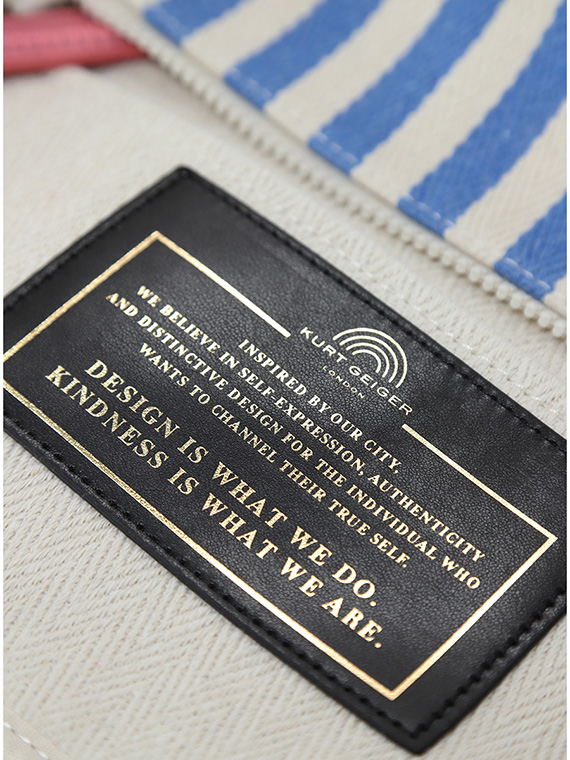 KURT GEIGER
LONDON
INSPIRED BY OUR CITY,
WE BELIEVE IN SELF-EXPRESSION, AUTHENTICITY
AND DISTINCTIVE DESIGN FOR THE INDIVIDUAL WHO
WANTS TO CHANNEL THEIR TRUE SELF.
DESIGN IS WHAT WE DO.
KINDNESS IS WHAT WE ARE.